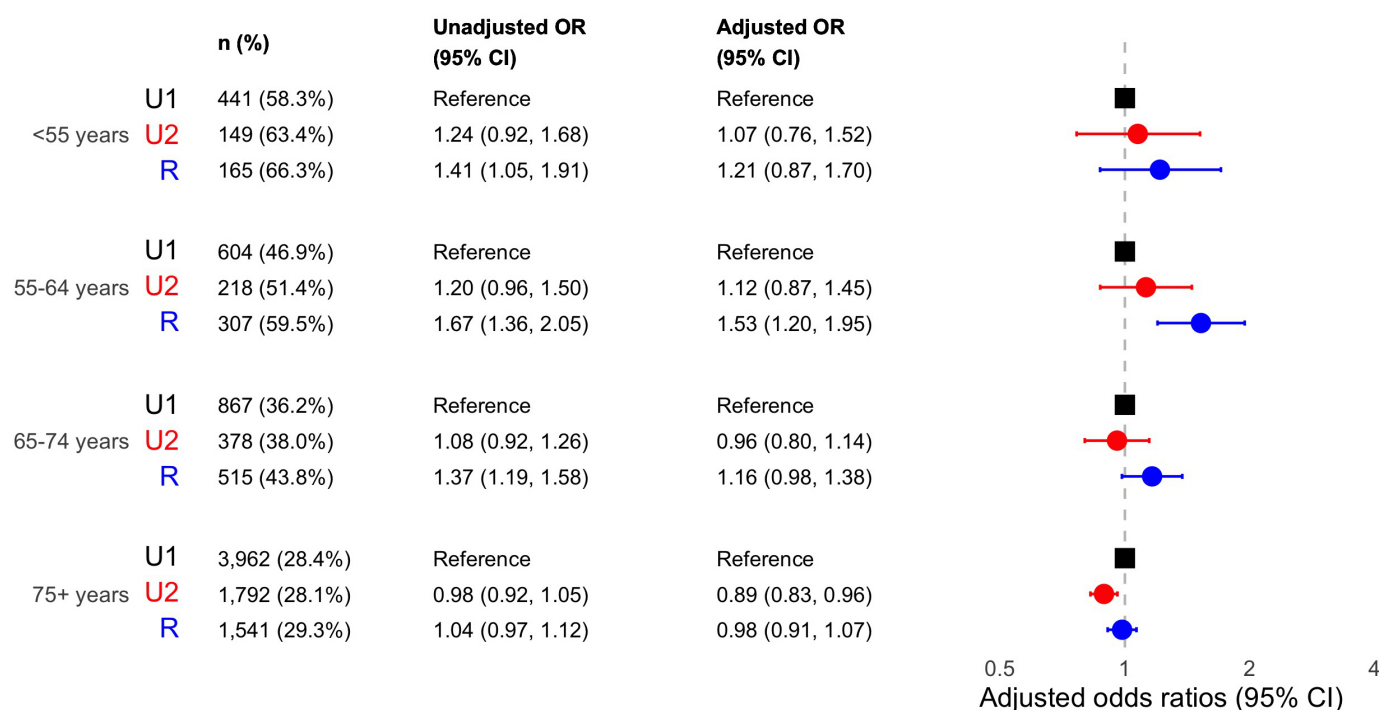 n (%) Unadjusted OR (95% CI) Adjusted OR (95% CI)
U1 441 (58.3%) Reference Reference
<55 years U2 149 (63.4%) 1.24 (0.92, 1.68) 1.07 (0.76, 1.52)
R 165 (66.3%) 1.41 (1.05, 1.91) 1.21 (0.87, 1.70)
U1 604 (46.9%) Reference Reference
55-64 years U2 218 (51.4%) 1.20 (0.96, 1.50) 1.12 (0.87, 1.45)
R 307 (59.5%) 1.67 (1.36, 2.05) 1.53 (1.20, 1.95)
U1 867 (36.2%) Reference Reference
65-74 years U2 378 (38.0%) 1.08 (0.92, 1.26) 0.96 (0.80, 1.14)
R 515 (43.8%) 1.37 (1.19, 1.58) 1.16 (0.98, 1.38)
U1 3,962 (28.4%) Reference Reference
75+ years U2 1,792 (28.1%) 0.98 (0.92, 1.05) 0.89 (0.83, 0.96)
R 1,541 (29.3%) 1.04 (0.97, 1.12) 0.98 (0.91, 1.07)
0.5 1 2 4
Adjusted odds ratios (95% CI)